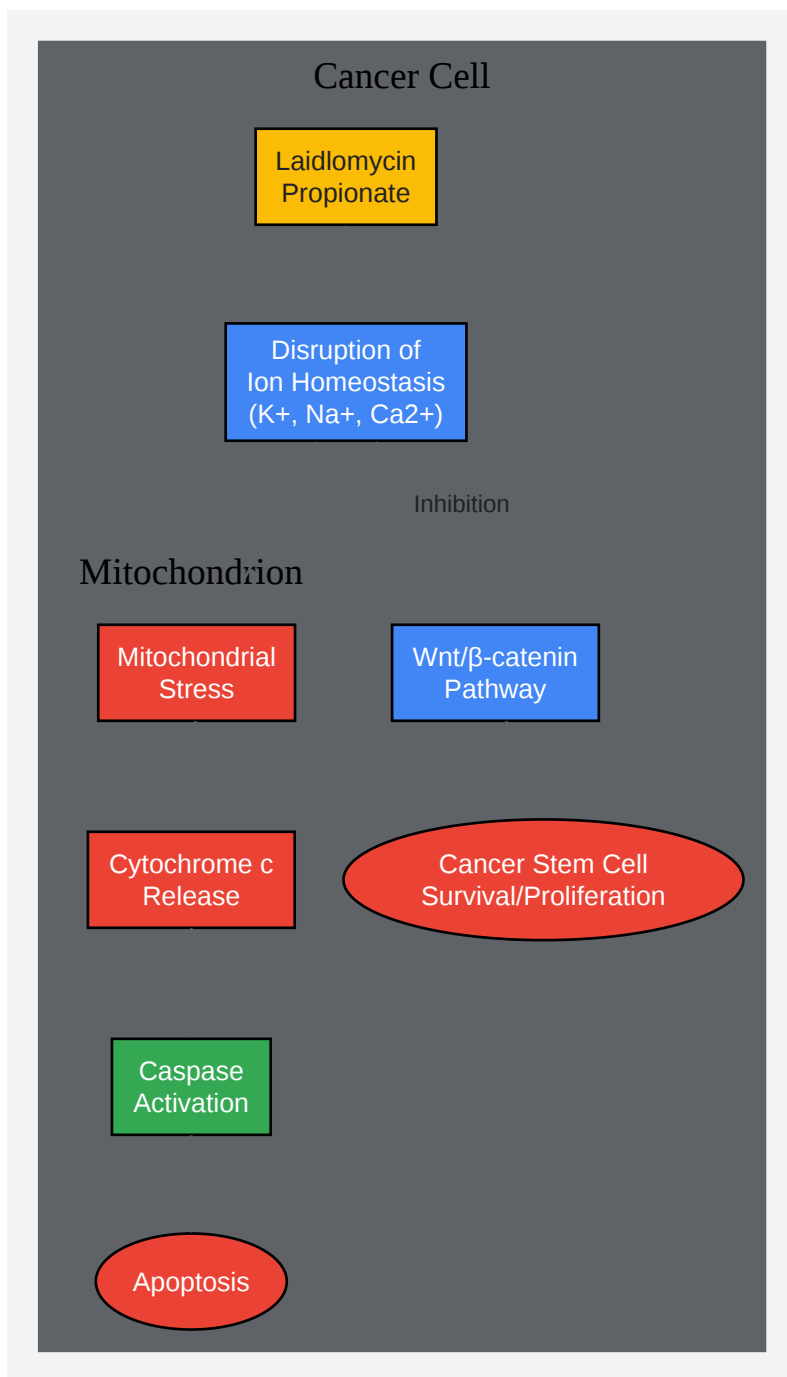 Cancer Cell
Laidlomycin
Propionate
Disruption of
Ion Homeostasis
(K+, Na+, Ca2+)
Inhibition
Mitochondrion
Mitochondrial
Stress
Wnt/β-catenin
Pathway
Cytochrome c
Release
Cancer Stem Cell
Survival/Proliferation
Caspase
Activation
Apoptosis